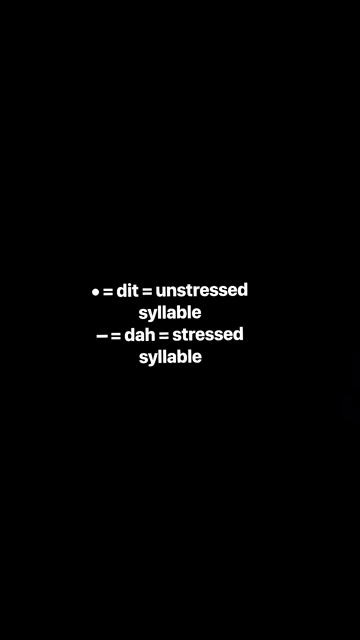 • = dit = unstressed
syllable
– = dah = stressed
syllable